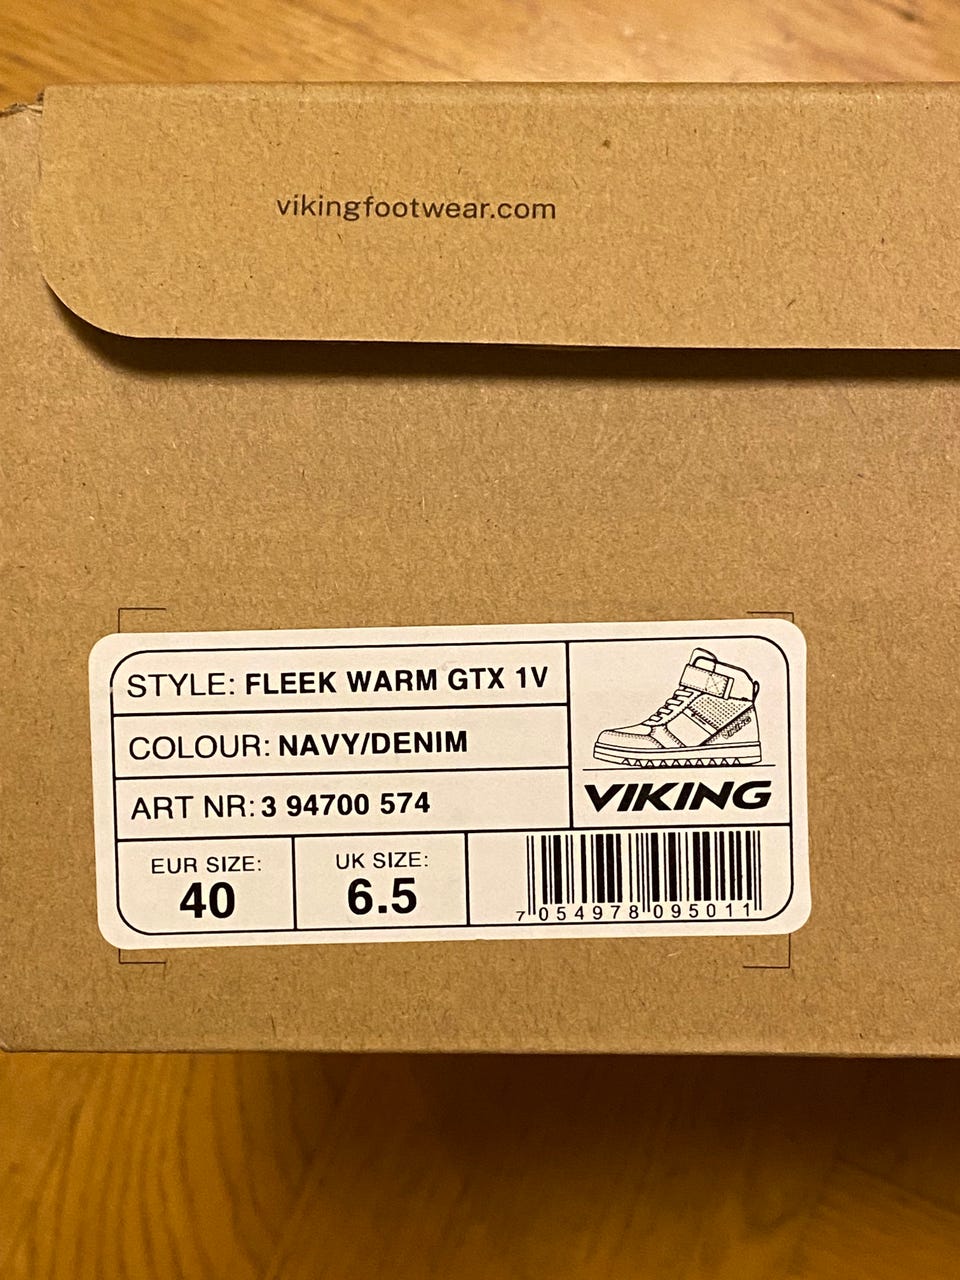 vikingfootwear.com
STYLE: FLEEK WARM GTX 1V
COLOUR: NAVY/DENIM
ART NR: 3 94700 574
VIKING
EUR SIZE:
40
UK SIZE:
6.5
7 054978 095011